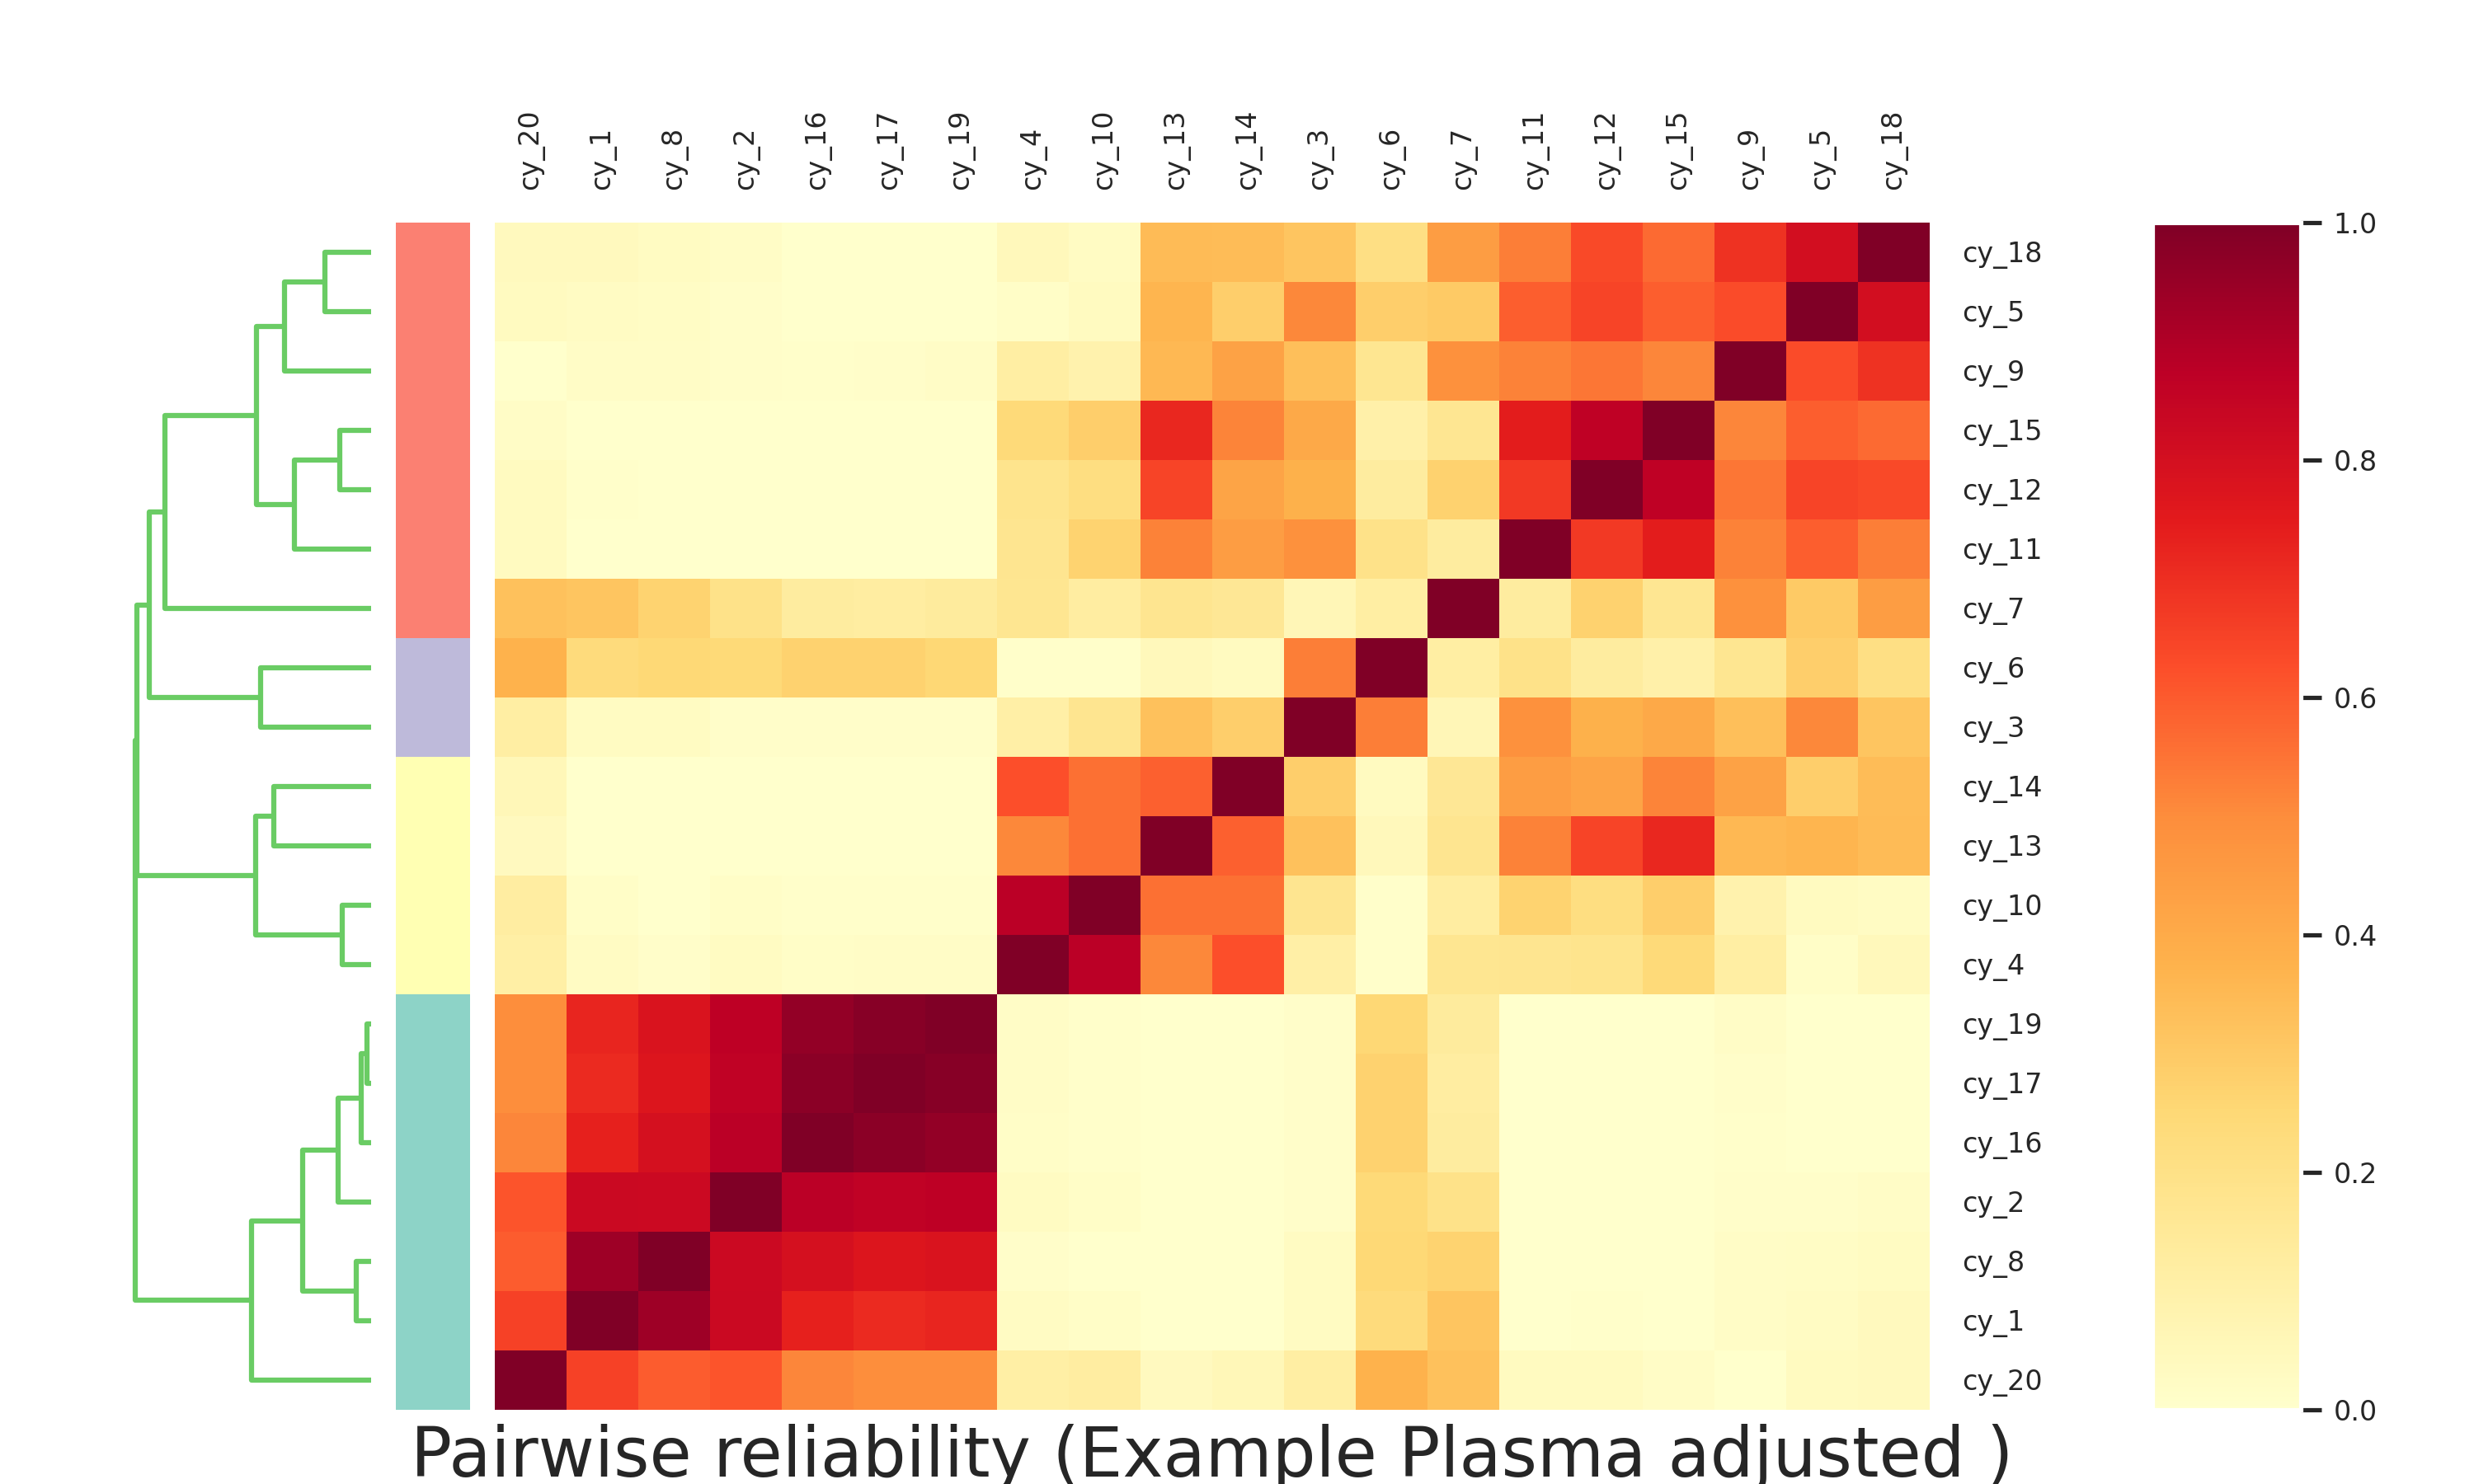 cy_20 cy_1 cy_8 cy_2 cy_16 cy_17 cy_19 cy_4 cy_10 cy_13 cy_14 cy_3 cy_6 cy_7 cy_11 cy_12 cy_15 cy_9 cy_5 cy_18
cy_18
cy_5
cy_9
cy_15
cy_12
cy_11
cy_7
cy_6
cy_3
cy_14
cy_13
cy_10
cy_4
cy_19
cy_17
cy_16
cy_2
cy_8
cy_1
cy_20
1.0
0.8
0.6
0.4
0.2
0.0
Pairwise reliability (Example Plasma adjusted )